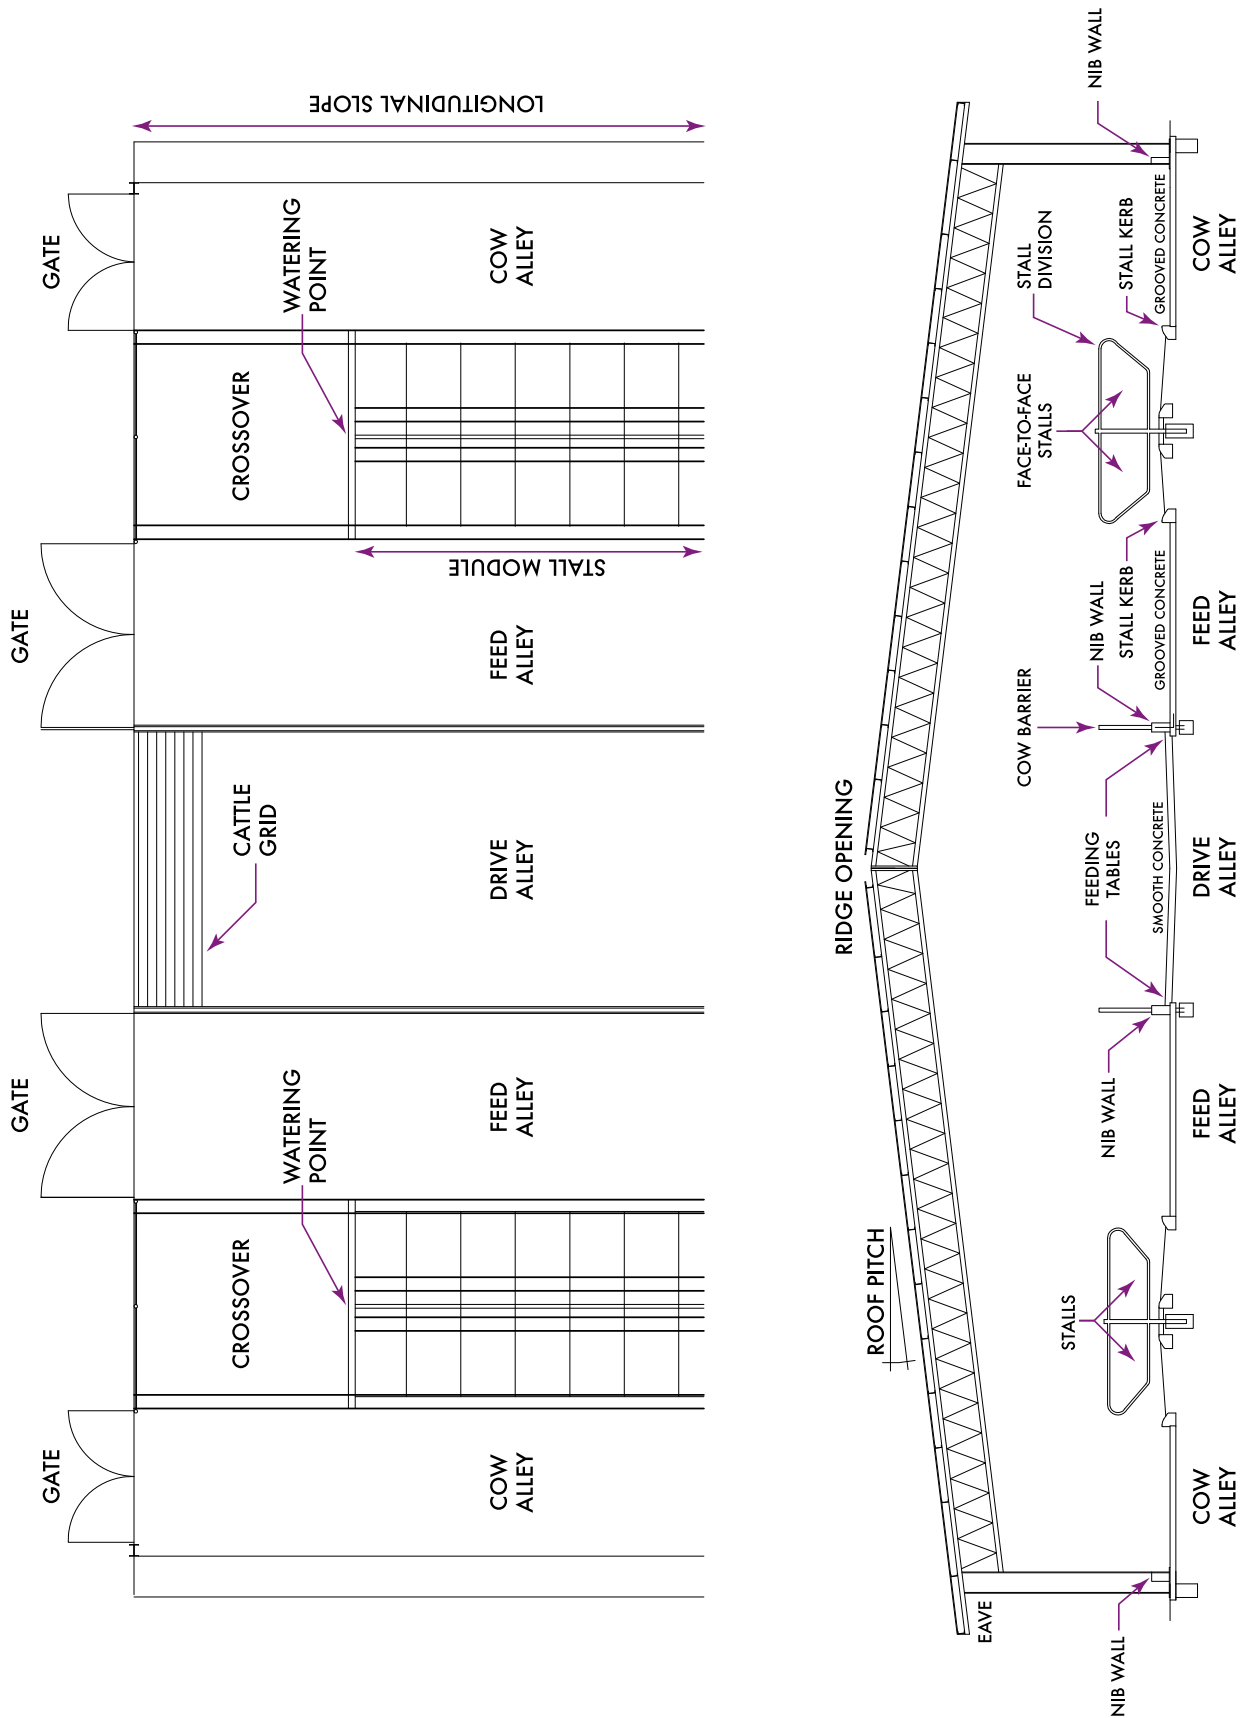 GATE
GATE
GATE
GATE
COW
ALLEY
CROSSOVER
WATERING
POINT
FEED
ALLEY
CATTLE
GRID
DRIVE
ALLEY
FEED
ALLEY
STALL MODULE
CROSSOVER
WATERING
POINT
COW
ALLEY
LONGITUDINAL SLOPE
RIDGE OPENING
ROOF PITCH
EAVE
NIB WALL
STALLS
NIB WALL
FEEDING
TABLES
SMOOTH CONCRETE
COW BARRIER
NIB WALL
STALL KERB
GROOVED CONCRETE
FACE-TO-FACE
STALLS
STALL
DIVISION
STALL KERB
GROOVED CONCRETE
NIB WALL
COW
ALLEY
FEED
ALLEY
DRIVE
ALLEY
FEED
ALLEY
COW
ALLEY